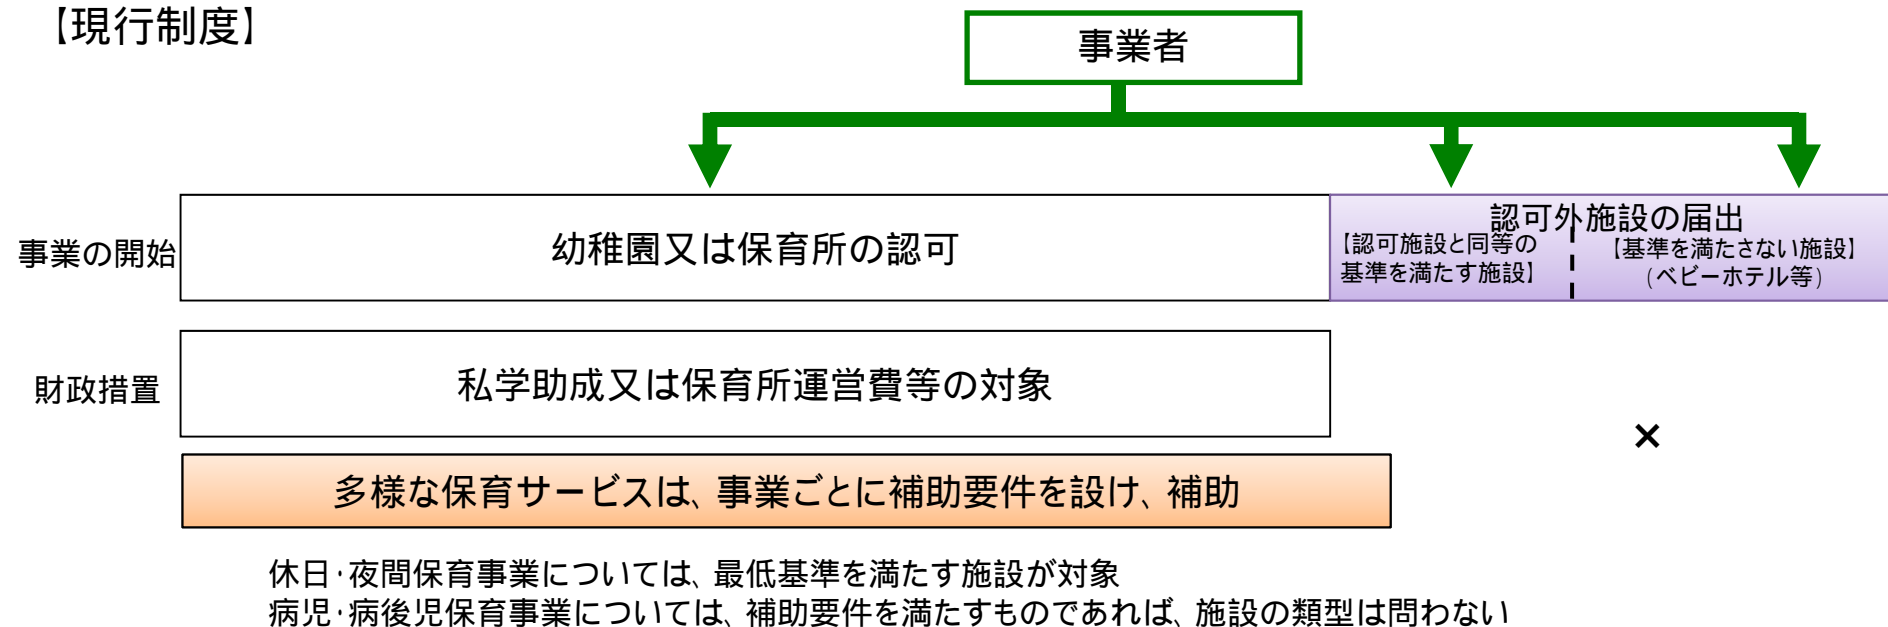 【現行制度】
事業者
事業の開始
幼稚園又は保育所の認可
認可外施設の届出
【認可施設と同等の
基準を満たす施設】
【基準を満たさない施設】
(ベビーホテル等)
財政措置
私学助成又は保育所運営費等の対象
×
多様な保育サービスは、事業ごとに補助要件を設け、補助
休日・夜間保育事業については、最低基準を満たす施設が対象
病児・病後児保育事業については、補助要件を満たすものであれば、施設の類型は問わない